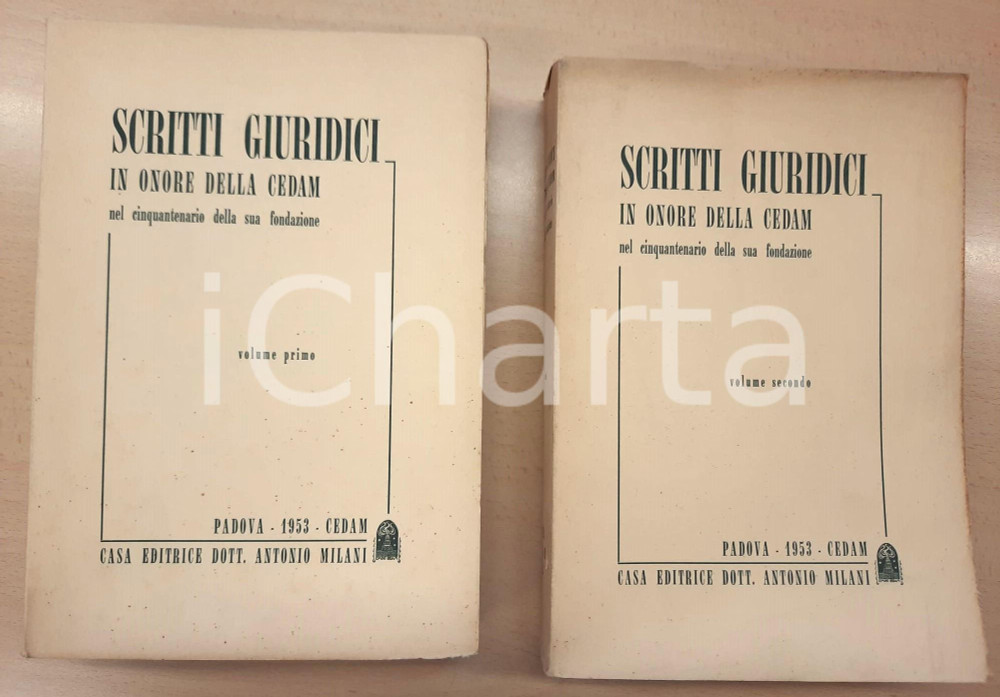 SCRITTI GIURIDICI
IN ONORE DELLA CEDAM
nel cinquantenario della sua fondazione
volume primo
PADOVA - 1953 - CEDAM
CASA EDITRICE DOTT. ANTONIO MILANI
SCRITTI GIURIDICI
IN ONORE DELLA CEDAM
nel cinquantenario della sua fondazione
volume secondo
PADOVA - 1953 - CEDAM
CASA EDITRICE DOTT. ANTONIO MILANI
iCharta